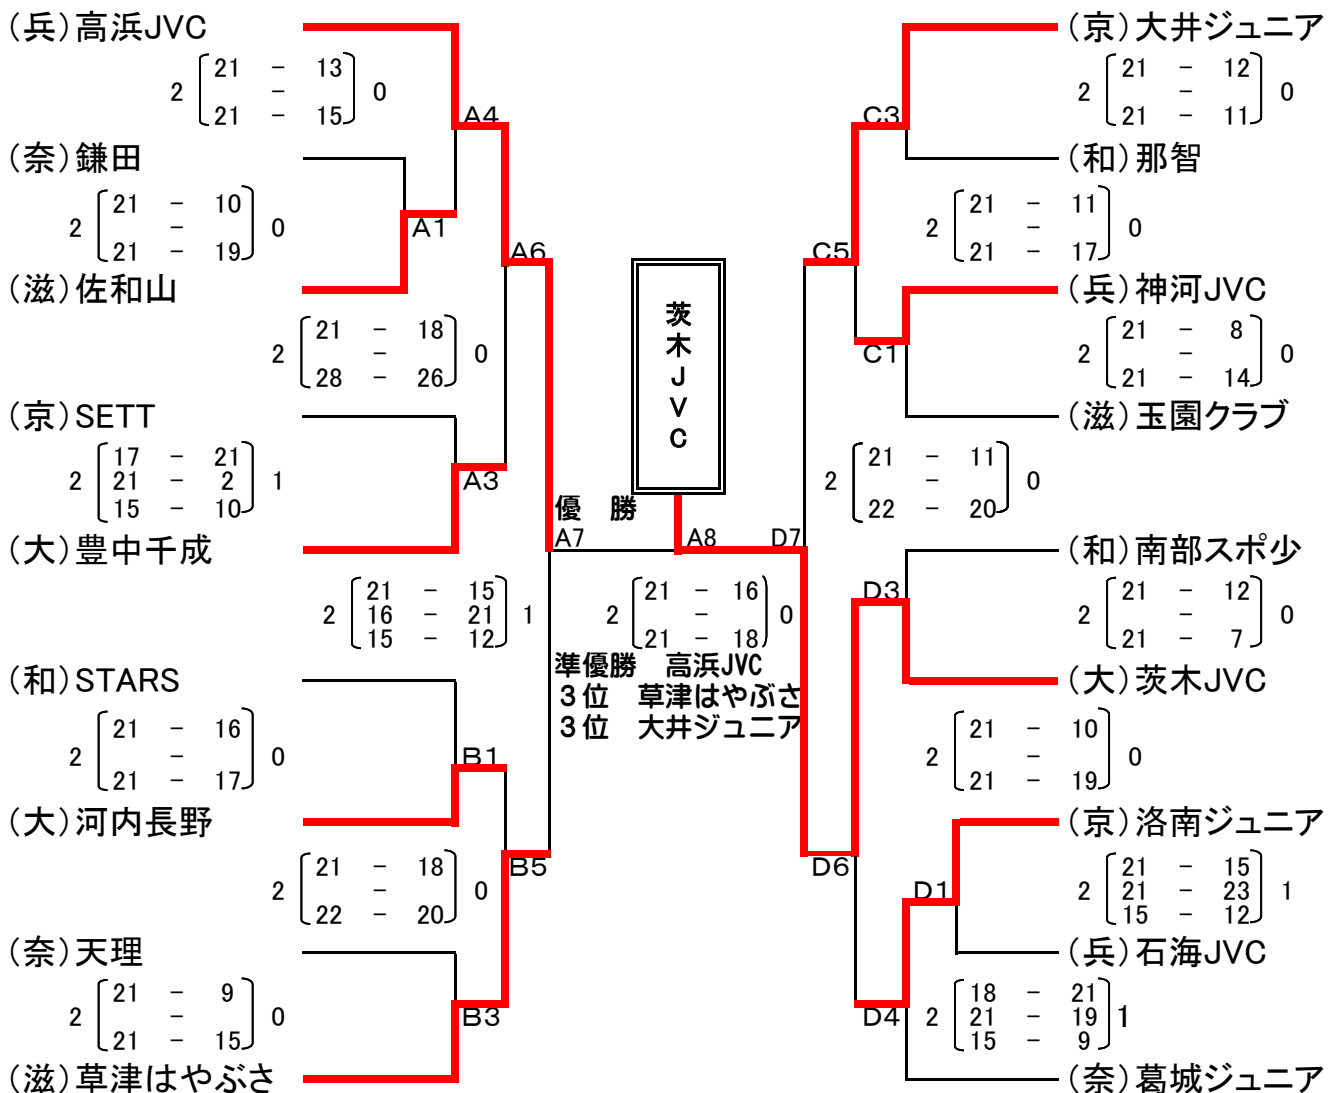 (兵)高浜JVC
21 - 13
2 - 0
21 - 15
A4
(奈)鎌田
21 - 10
2 - 0
21 - 19
A1
(滋)佐和山
A6
21 - 18
2 - 0
28 - 26
(京)SETT
17 - 21
2 21 - 2 1
15 - 10
A3
(大)豊中千成
21 - 15
2 16 - 21 1
15 - 12
(和)STARS
21 - 16
2 - 0
21 - 17
B1
(大)河内長野
21 - 18
2 - 0
22 - 20
B5
(奈)天理
21 - 9
2 - 0
21 - 15
B3
(滋)草津はやぶさ
茨木JVC
優 勝
A7
A8
D7
21 - 16
2 - 0
21 - 18
準優勝 高浜JVC
3位 草津はやぶさ
3位 大井ジュニア
(京)大井ジュニア
21 - 12
2 - 0
21 - 11
C3
(和)那智
21 - 11
2 - 0
21 - 17
C5
(兵)神河JVC
21 - 8
2 - 0
21 - 14
C1
(滋)玉園クラブ
21 - 11
2 - 0
22 - 20
(和)南部スポ少
21 - 12
2 - 0
21 - 7
D3
(大)茨木JVC
21 - 10
2 - 0
21 - 19
(京)洛南ジュニア
21 - 15
2 21 - 23 1
15 - 12
D6
D1
(兵)石海JVC
18 - 21
D4 2 21 - 19 1
15 - 9
(奈)葛城ジュニア